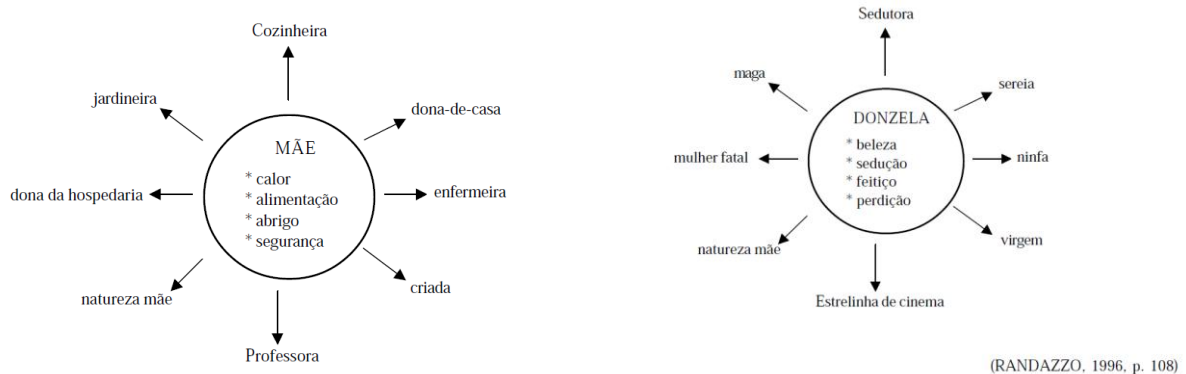 Cozinheira
jardineira
dona-de-casa
MÃE
* calor
* alimentação
* abrigo
* segurança
dona da hospedaria
enfermeira
natureza mãe
criada
Professora
Sedutora
maga
sereia
DONZELA
* beleza
* sedução
* feitiço
* perdição
mulher fatal
ninfa
natureza mãe
virgem
Estrelinha de cinema
(RANDAZZO, 1996, p. 108)